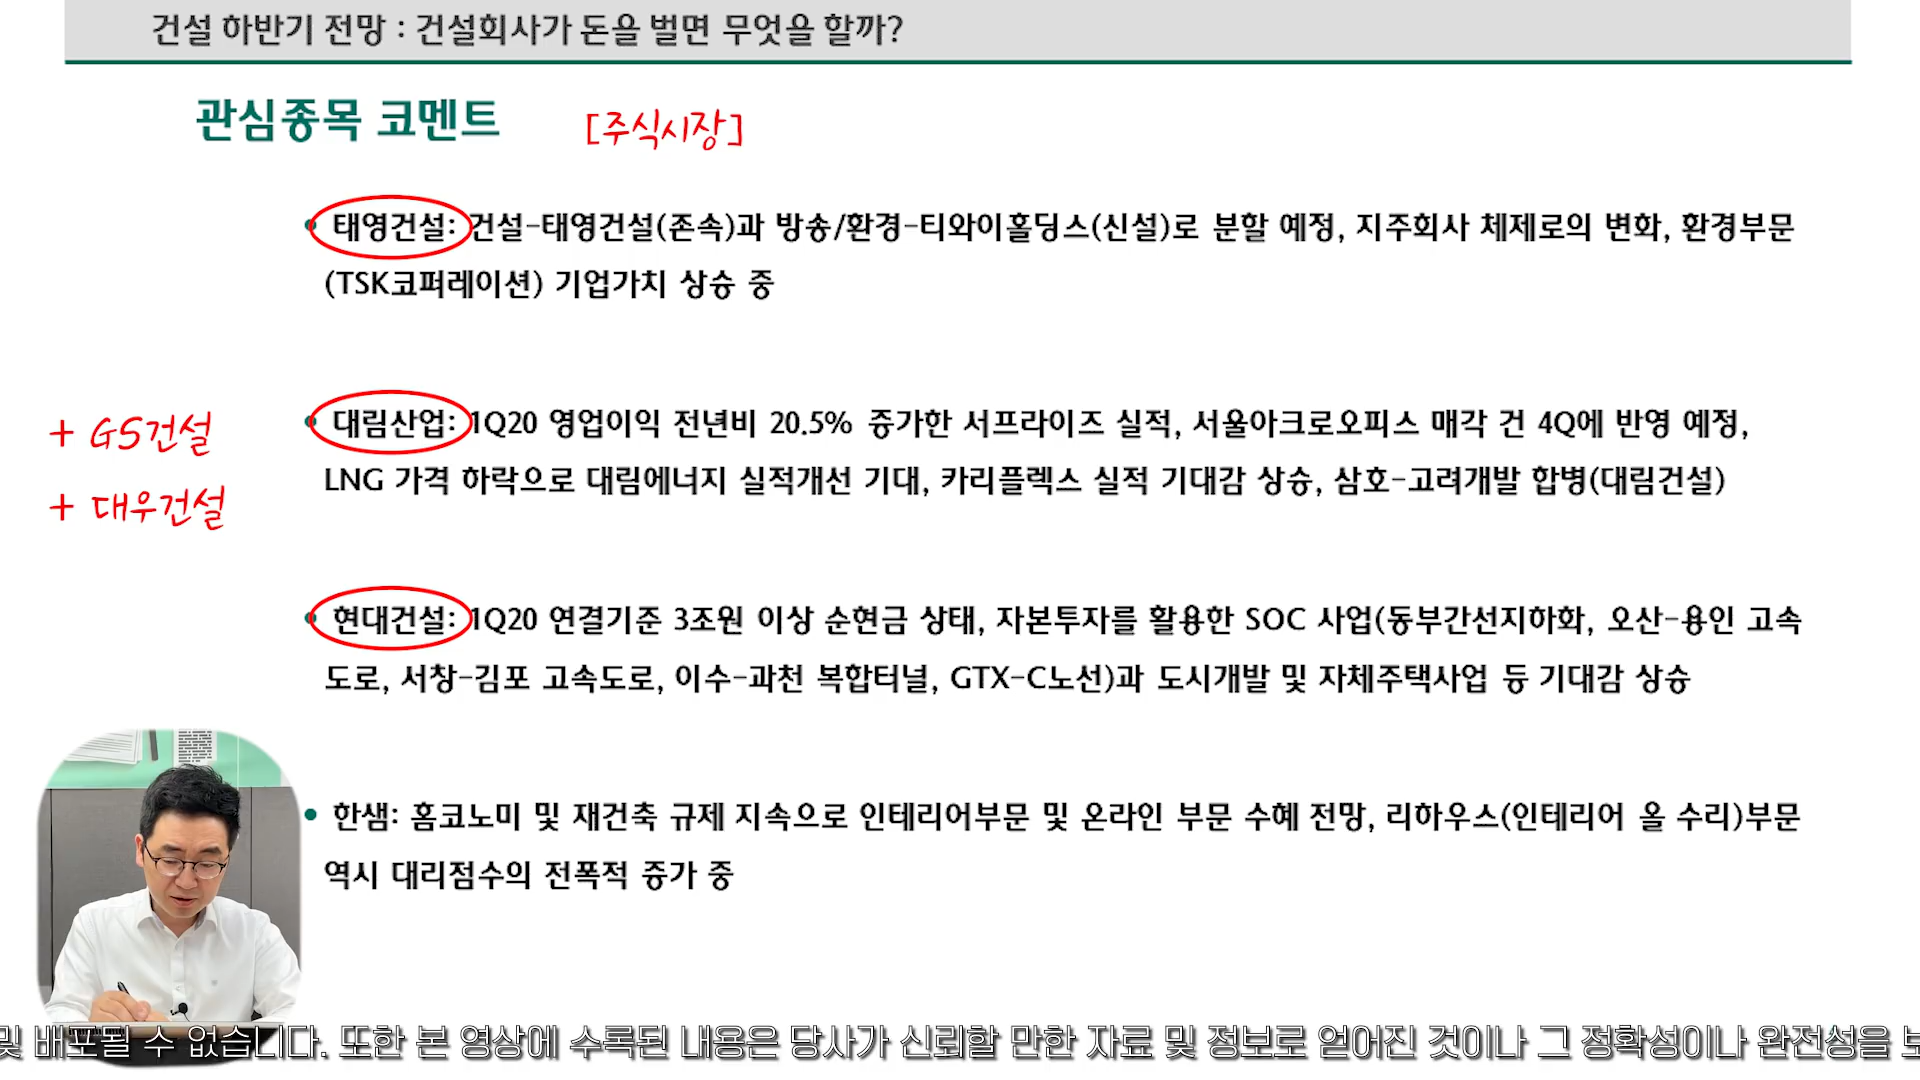 건설 하반기 전망 : 건설회사가 돈을 벌면 무엇을 할까?
관심종목 코멘트 [주식시장]
• 태영건설: 건설-태영건설(존속)과 방송/환경-티와이홀딩스(신설)로 분할 예정, 지주회사 체제로의 변화, 환경부문
(TSK코퍼레이션) 기업가치 상승 중
+ GS건설
+ 대우건설
• 대림산업: 1Q20 영업이익 전년비 20.5% 증가한 서프라이즈 실적, 서울아크로오피스 매각 건 4Q에 반영 예정,
LNG 가격 하락으로 대림에너지 실적개선 기대, 카리플렉스 실적 기대감 상승, 삼호-고려개발 합병(대림건설)
• 현대건설: 1Q20 연결기준 3조원 이상 순현금 상태, 자본투자를 활용한 SOC 사업(동부간선지하화, 오산-용인 고속
도로, 서창-김포 고속도로, 이수-과천 복합터널, GTX-C노선)과 도시개발 및 자체주택사업 등 기대감 상승
• 한샘: 홈코노미 및 재건축 규제 지속으로 인테리어부문 및 온라인 부문 수혜 전망, 리하우스(인테리어 올 수리)부문
역시 대리점수의 전폭적 증가 중
및 배포될 수 없습니다. 또한 본 영상에 수록된 내용은 당사가 신뢰할 만한 자료 및 정보로 얻어진 것이나 그 정확성이나 완전성을 보